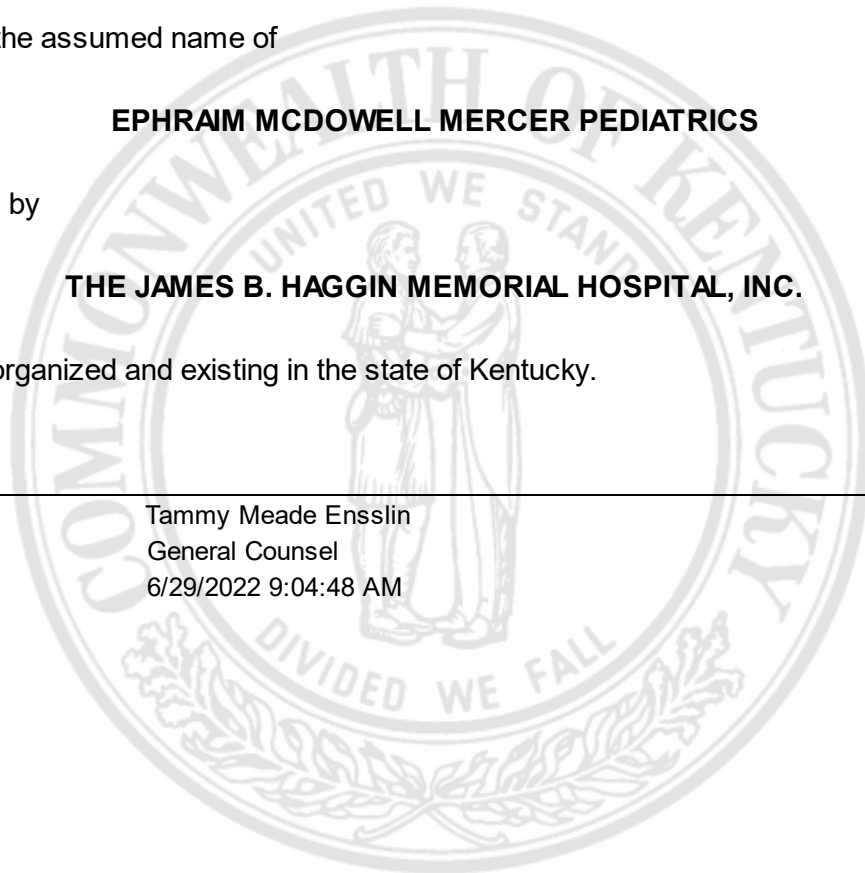 the assumed name of
EPHRAIM MCDOWELL MERCER PEDIATRICS
by
THE JAMES B. HAGGIN MEMORIAL HOSPITAL, INC.
organized and existing in the state of Kentucky.
Tammy Meade Ensslin
General Counsel
6/29/2022 9:04:48 AM
COMMONWEALTH OF KENTUCKY
UNITED WE STAND
DIVIDED WE FALL